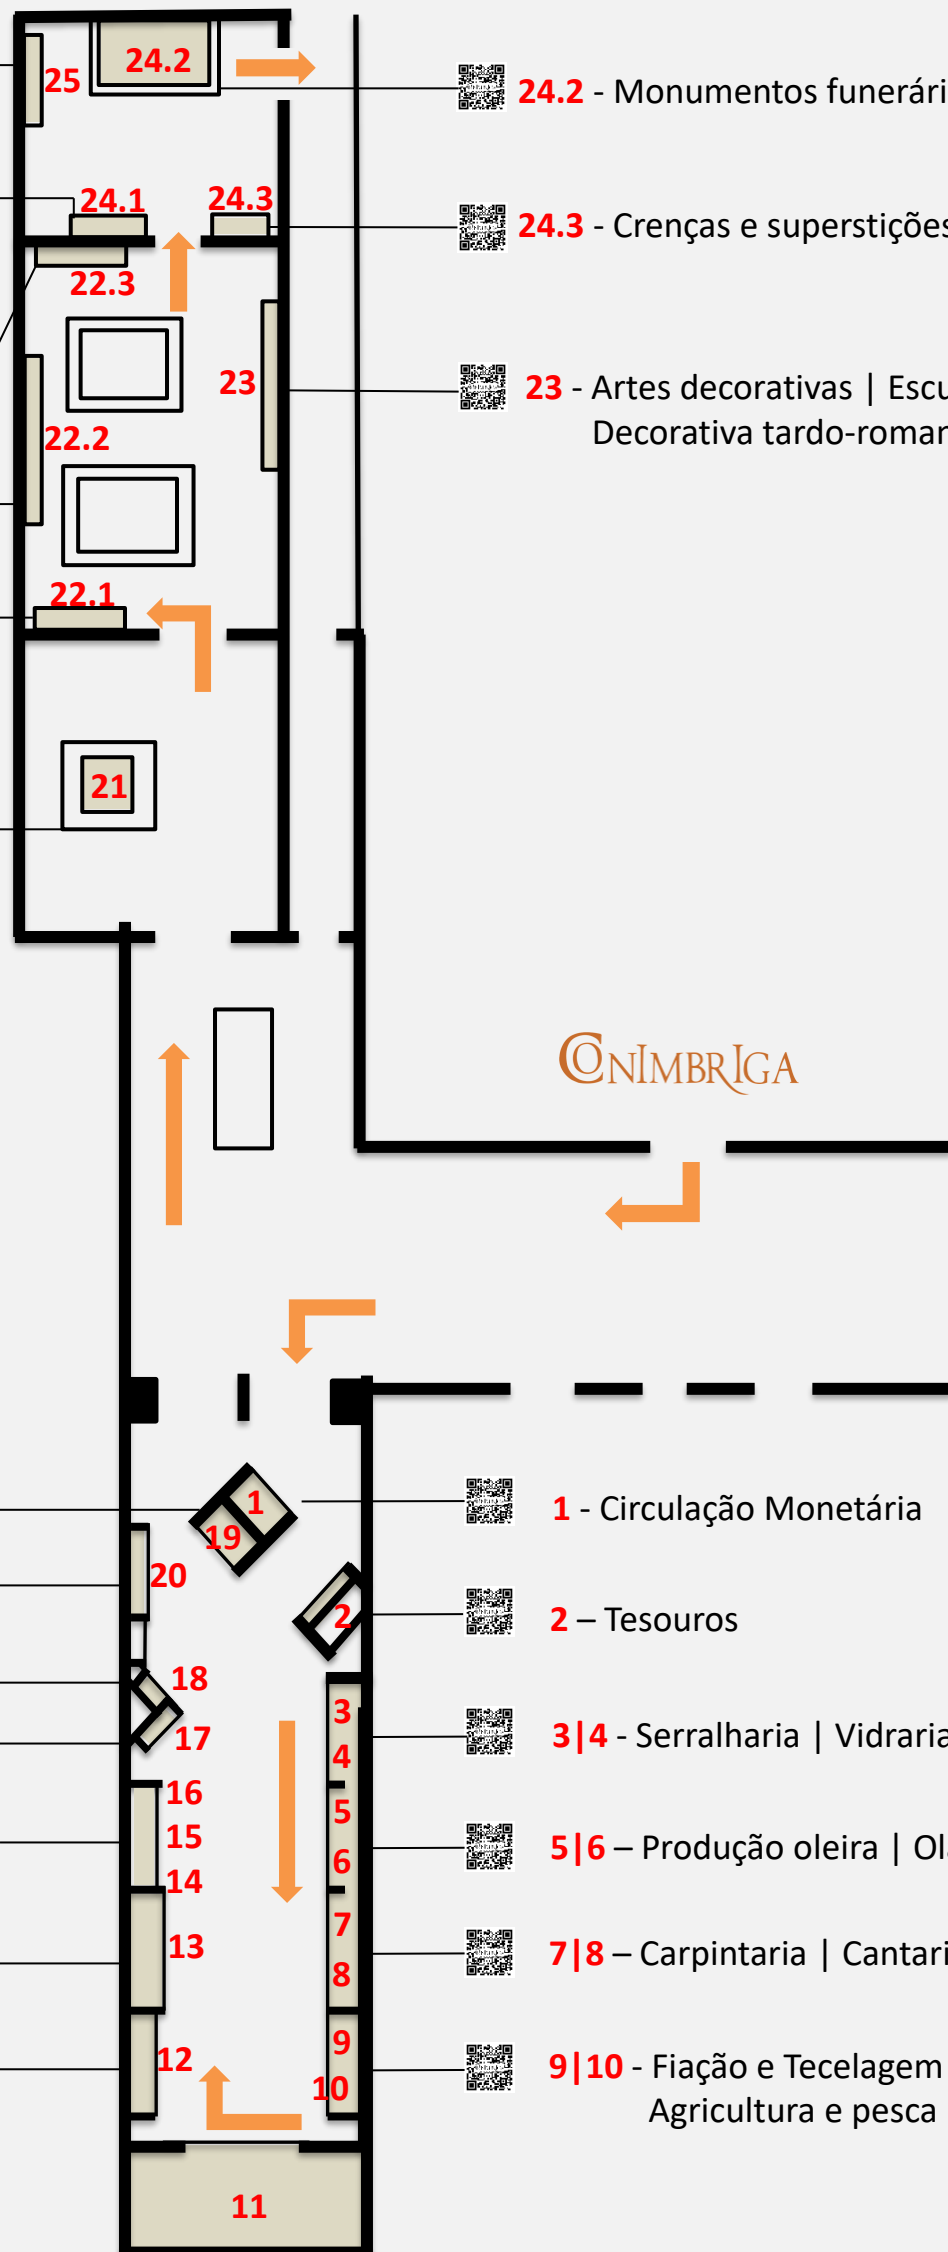 25
24.2
24.2 - Monumentos funerári
24.1
24.3
24.3 - Crenças e superstições
22.3
23
23 - Artes decorativas | Escu
Decorativa tardo-roman
22.2
22.1
21
CONIMBRIGA
1
1 - Circulação Monetária
19
20
2
2 – Tesouros
18
3
17
4
3|4 - Serralharia | Vidraria
16
5
15
6
5|6 – Produção oleira | Ola
14
7
13
8
7|8 – Carpintaria | Cantari
9
12
10
9|10 - Fiação e Tecelagem
Agricultura e pesca
11